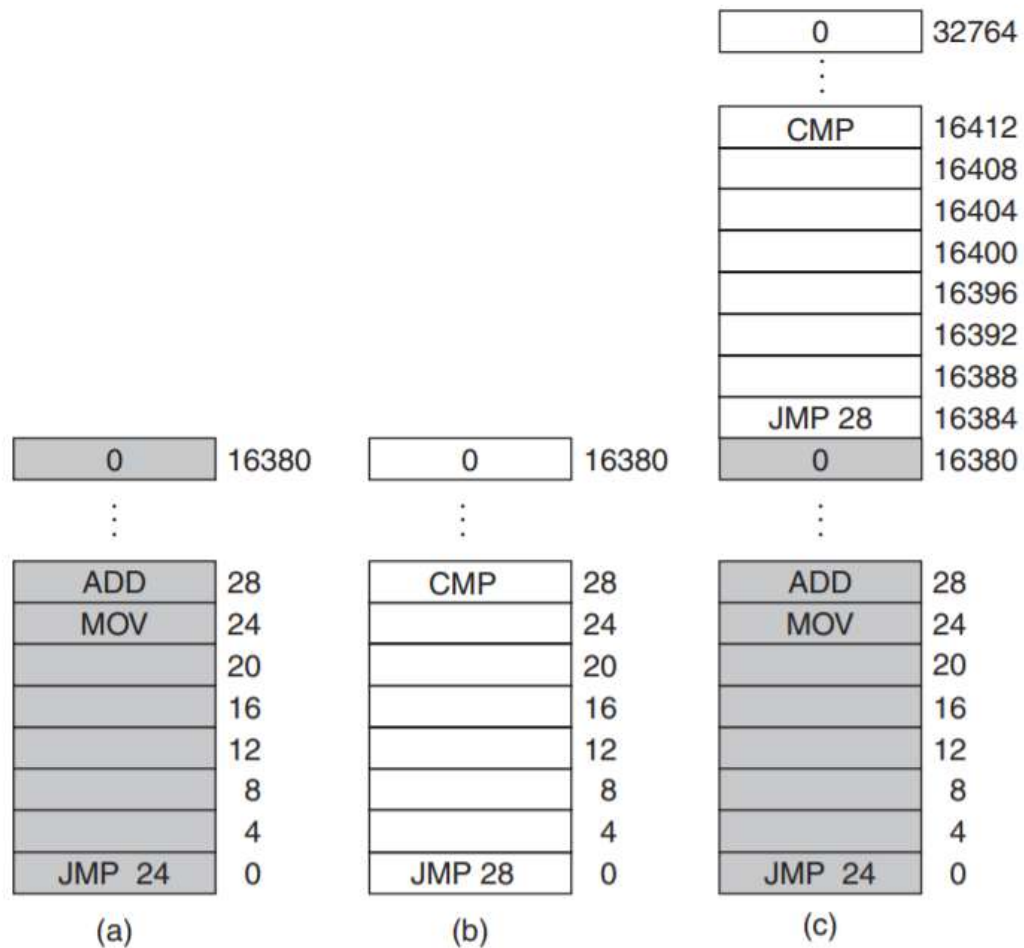 0 32764
⋮
CMP 16412
16408
16404
16400
16396
16392
16388
JMP 28 16384
0 16380 0 16380 0 16380
⋮ ⋮ ⋮
ADD 28 CMP 28 ADD 28
MOV 24 24 MOV 24
20 20 20
16 16 16
12 12 12
8 8 8
4 4 4
JMP 24 0 JMP 28 0 JMP 24 0
(a) (b) (c)